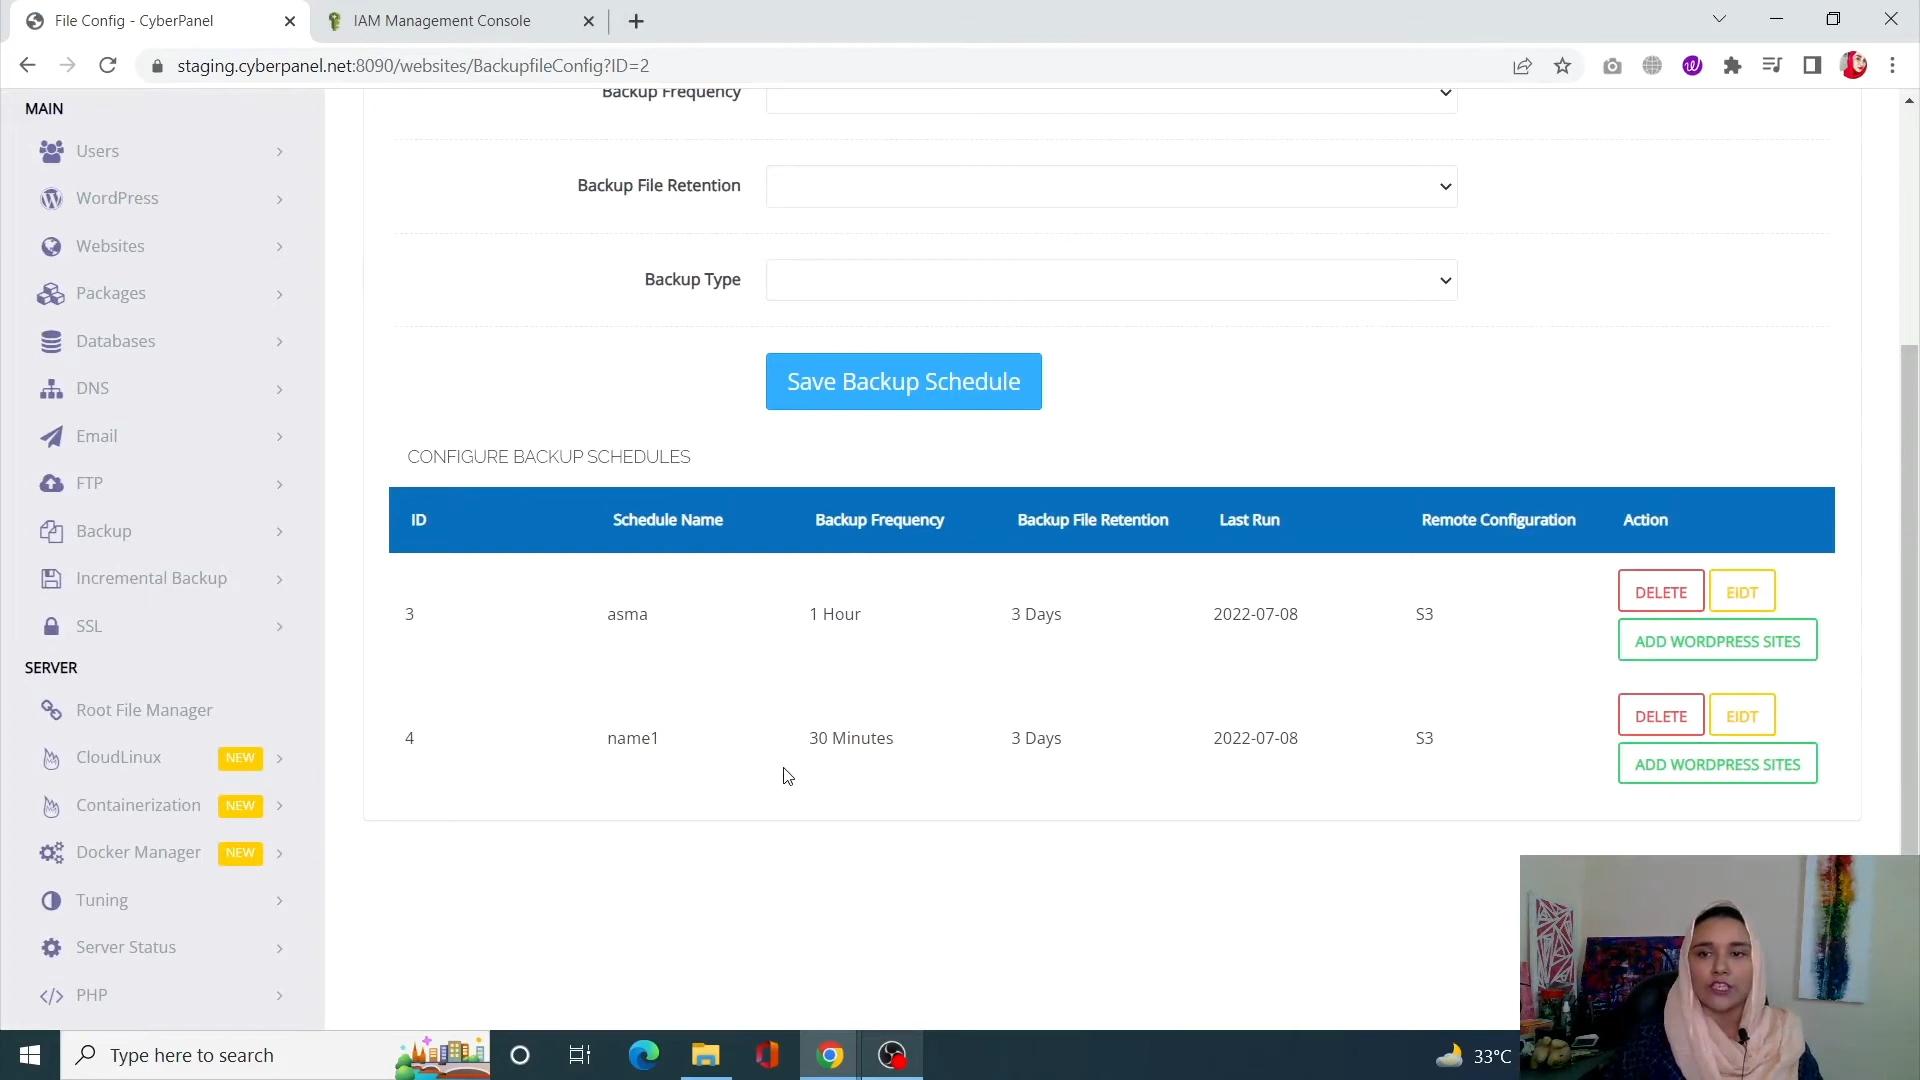 File Config - CyberPanel
IAM Management Console
staging.cyberpanel.net:8090/websites/BackupfileConfig?ID=2
MAIN
Users
WordPress
Websites
Packages
Databases
DNS
Email
FTP
Backup
Incremental Backup
SSL
SERVER
Root File Manager
CloudLinux NEW
Containerization NEW
Docker Manager NEW
Tuning
Server Status
PHP
Backup Frequency
Backup File Retention
Backup Type
Save Backup Schedule
CONFIGURE BACKUP SCHEDULES
ID Schedule Name Backup Frequency Backup File Retention Last Run Remote Configuration Action
3 asma 1 Hour 3 Days 2022-07-08 S3 DELETE EIDT
ADD WORDPRESS SITES
4 name1 30 Minutes 3 Days 2022-07-08 S3 DELETE EIDT
ADD WORDPRESS SITES
Type here to search
33°C